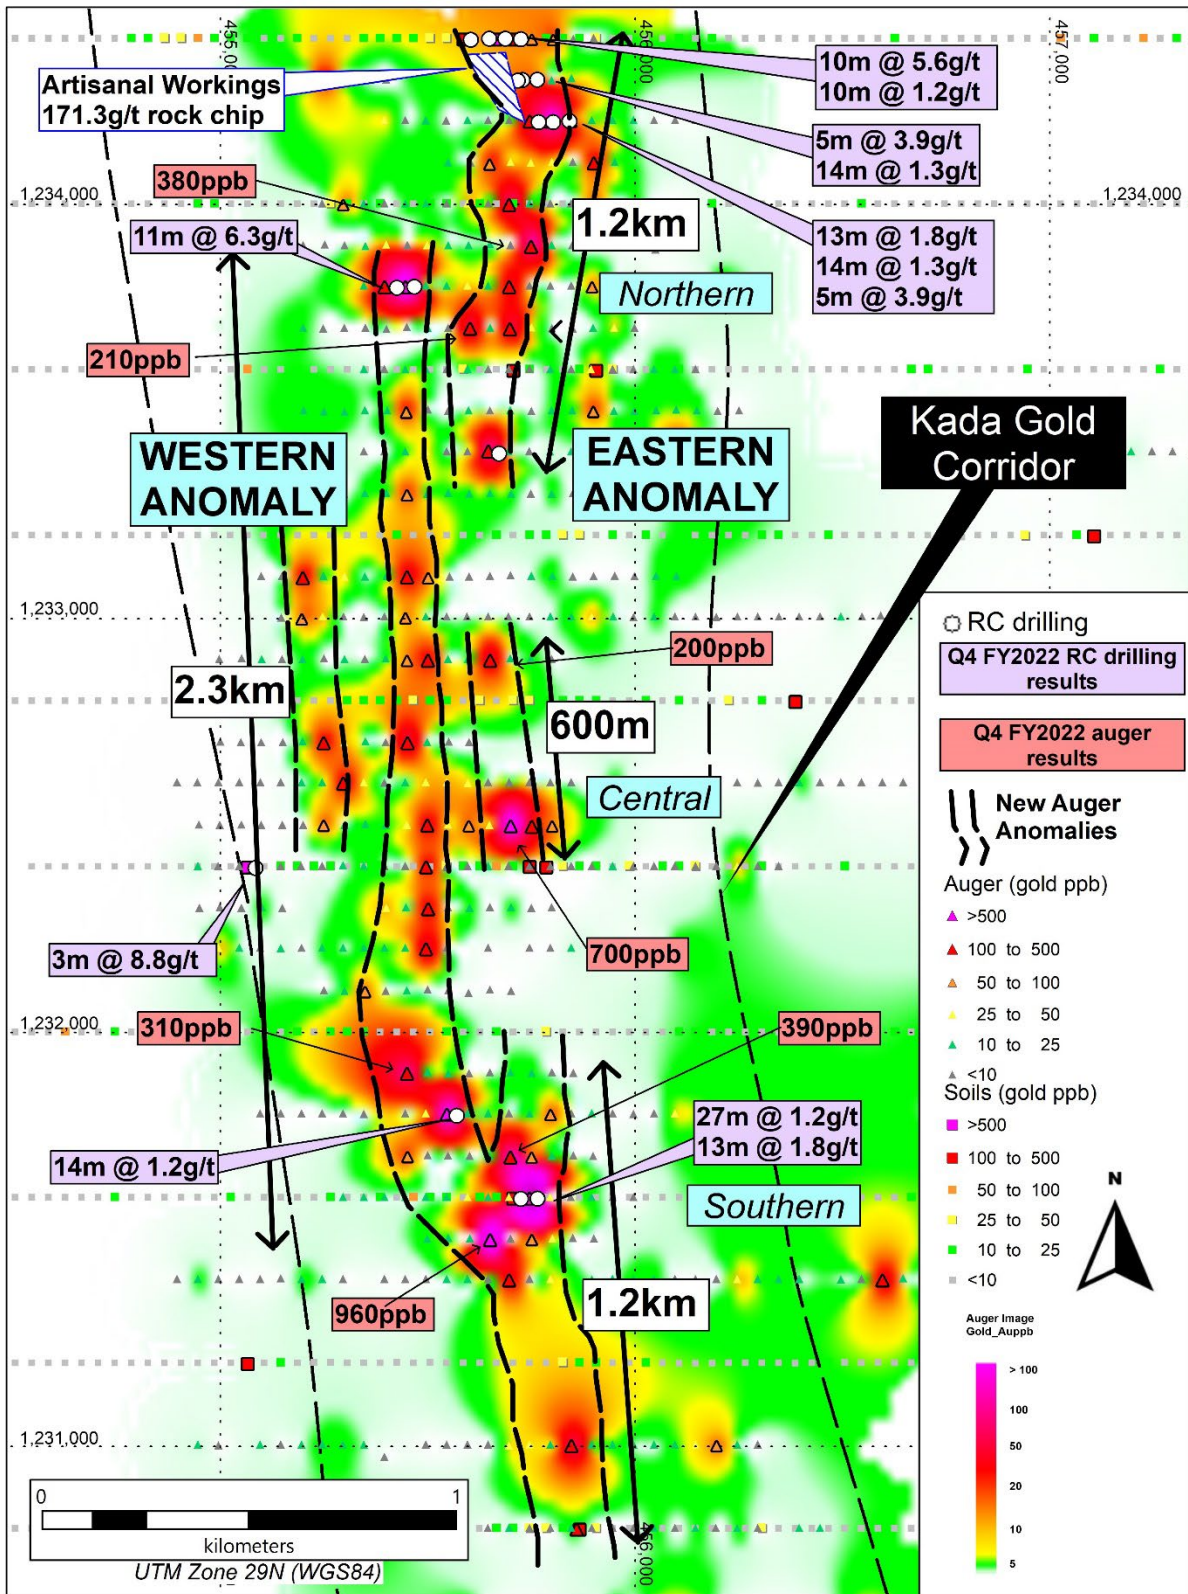 455,000
456,000
457,000
10m @ 5.6g/t
10m @ 1.2g/t
Artisanal Workings
171.3g/t rock chip
5m @ 3.9g/t
14m @ 1.3g/t
380ppb
1,234,000
1,234,000
11m @ 6.3g/t
1.2km
13m @ 1.8g/t
14m @ 1.3g/t
5m @ 3.9g/t
Northern
210ppb
Kada Gold
Corridor
WESTERN
ANOMALY
EASTERN
ANOMALY
1,233,000
200ppb
2.3km
600m
Central
3m @ 8.8g/t
700ppb
1,232,000
310ppb
390ppb
27m @ 1.2g/t
13m @ 1.8g/t
14m @ 1.2g/t
Southern
960ppb
1.2km
1,231,000
0 1
kilometers
UTM Zone 29N (WGS84)
456,000
RC drilling
Q4 FY2022 RC drilling
results
Q4 FY2022 auger
results
New Auger
Anomalies
Auger (gold ppb)
>500
100 to 500
50 to 100
25 to 50
10 to 25
<10
Soils (gold ppb)
>500
100 to 500
50 to 100
25 to 50
10 to 25
<10
N
Auger Image
Gold_Auppb
> 100
100
50
20
10
5